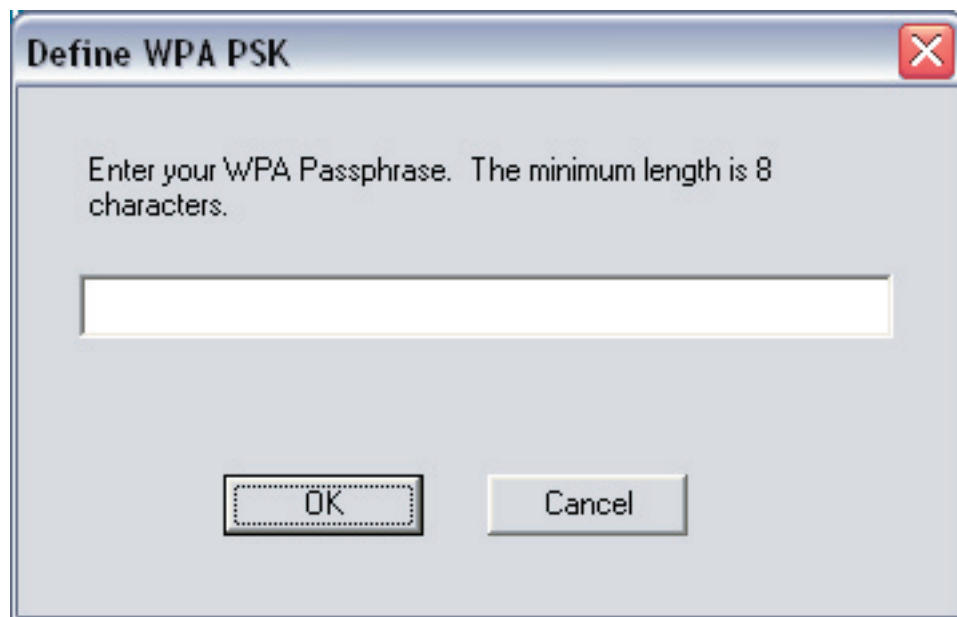 Define WPA PSK
Enter your WPA Passphrase.  The minimum length is 8
characters.
OK
Cancel